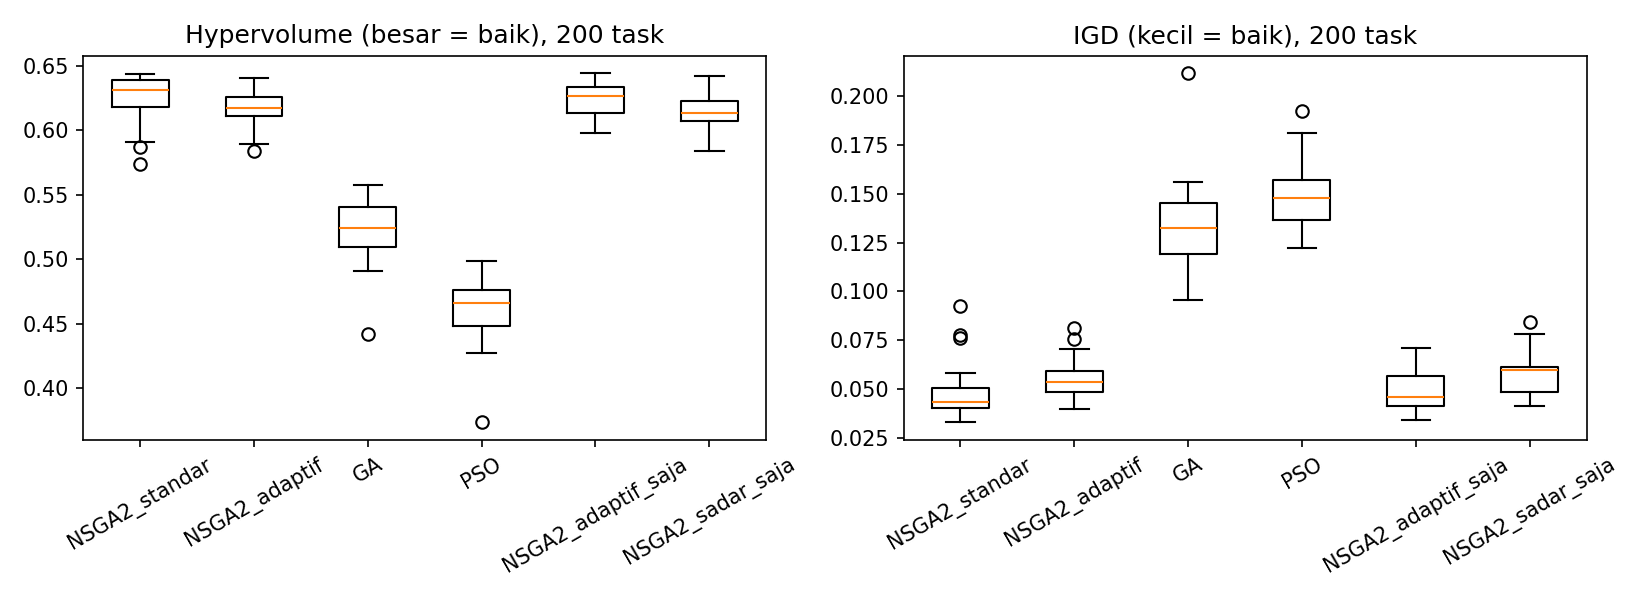 Hypervolume (besar = baik), 200 task
0.65
0.60
0.55
0.50
0.45
0.40
NSGA2_standar
NSGA2_adaptif
GA
PSO
NSGA2_adaptif_saja
NSGA2_sadar_saja
IGD (kecil = baik), 200 task
0.200
0.175
0.150
0.125
0.100
0.075
0.050
0.025
NSGA2_standar
NSGA2_adaptif
GA
PSO
NSGA2_adaptif_saja
NSGA2_sadar_saja